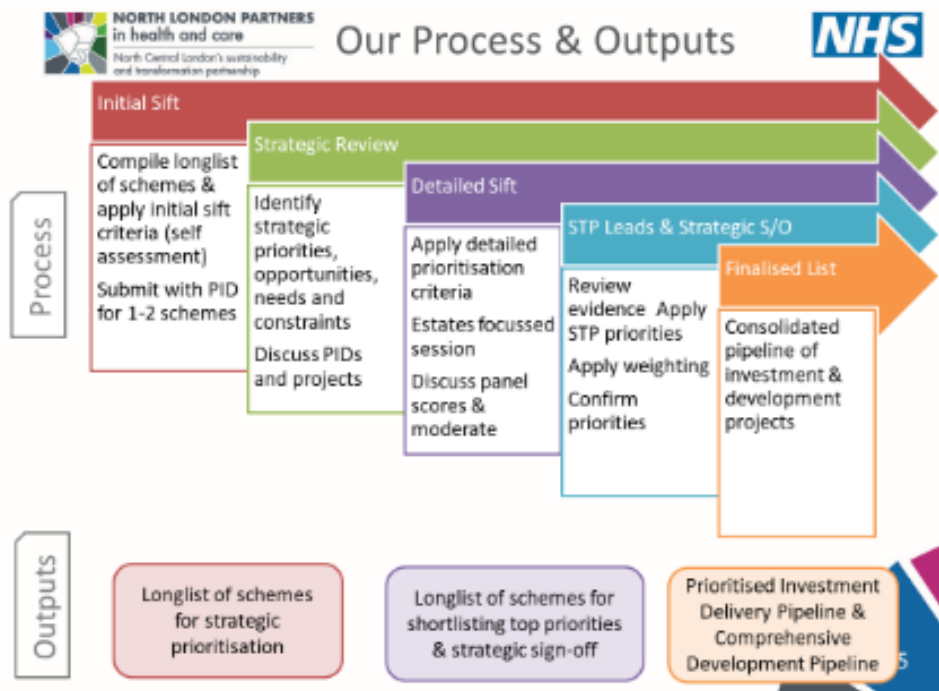 NORTH LONDON PARTNERS
in health and care
North Central London's sustainability
and transformation partnership
Our Process & Outputs
NHS
Process
Initial Sift
Compile longlist
of schemes &
apply initial sift
criteria (self
assessment)
Submit with PID
for 1-2 schemes
Strategic Review
Identify
strategic
priorities,
opportunities,
needs and
constraints
Discuss PIDs
and projects
Detailed Sift
Apply detailed
prioritisation
criteria
Estates focussed
session
Discuss panel
scores &
moderate
STP Leads & Strategic S/O
Review
evidence Apply
STP priorities
Apply weighting
Confirm
priorities
Finalised List
Consolidated
pipeline of
investment &
development
projects
Outputs
Longlist of schemes
for strategic
prioritisation
Longlist of schemes for
shortlisting top priorities
& strategic sign-off
Prioritised Investment
Delivery Pipeline &
Comprehensive
Development Pipeline
5